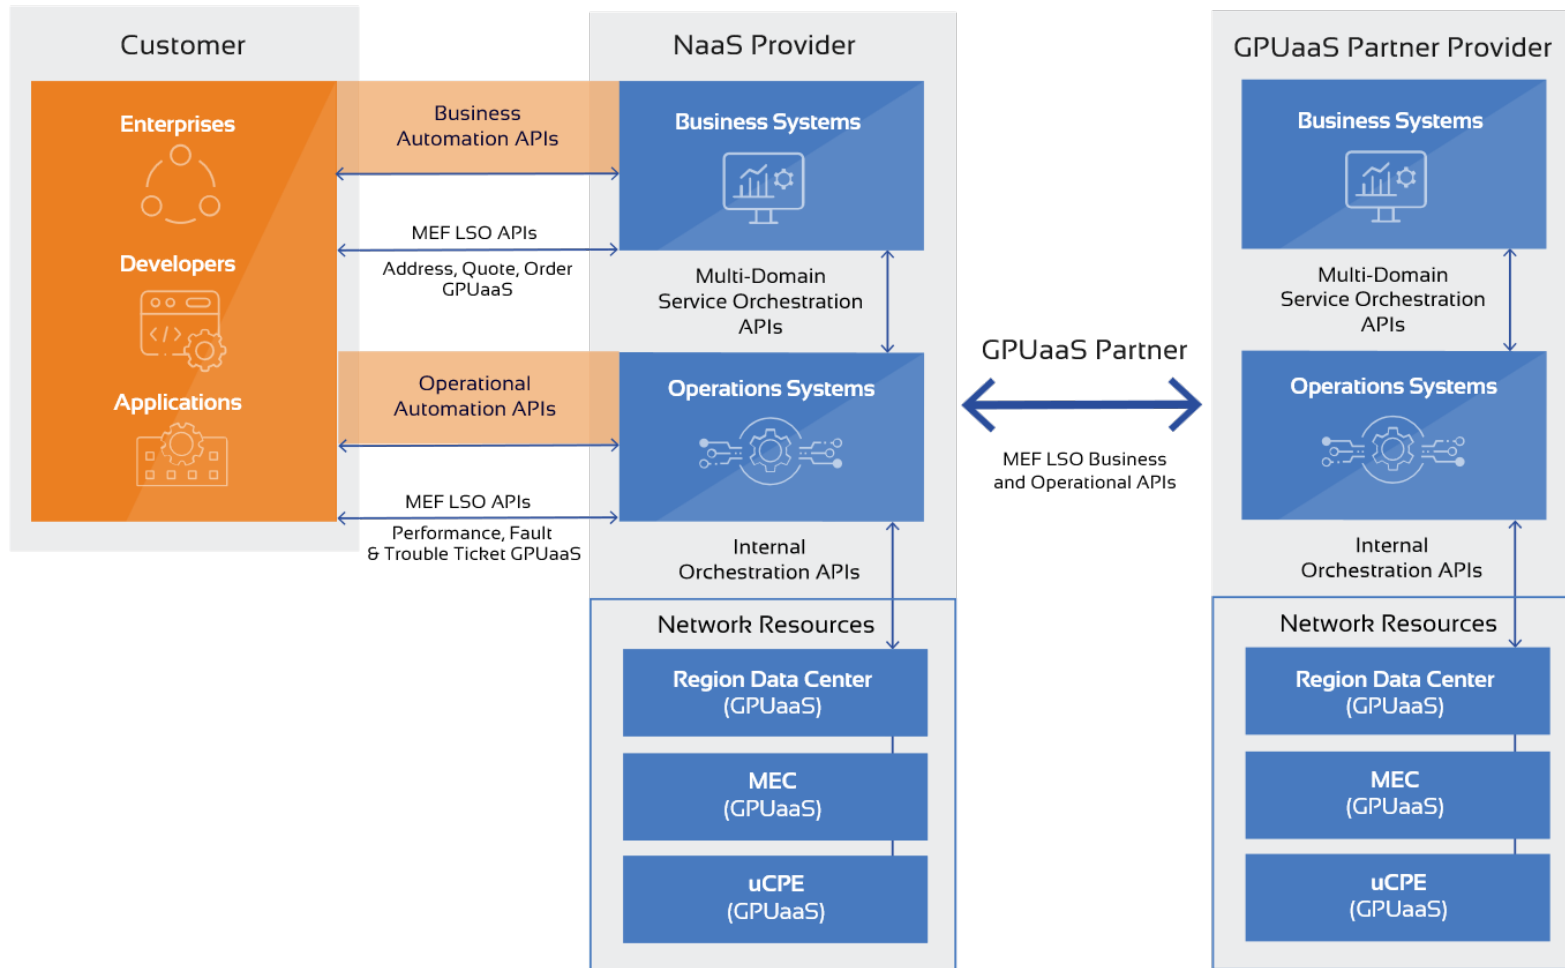 Customer
Enterprises
Developers
Applications
Business
Automation APIs
MEF LSO APIs
Address, Quote, Order
GPUaaS
Operational
Automation APIs
MEF LSO APIs
Performance, Fault
& Trouble Ticket GPUaaS
NaaS Provider
Business Systems
Multi-Domain
Service Orchestration
APIs
Operations Systems
Internal
Orchestration APIs
Network Resources
Region Data Center
(GPUaaS)
MEC
(GPUaaS)
uCPE
(GPUaaS)
GPUaaS Partner
MEF LSO Business
and Operational APIs
GPUaaS Partner Provider
Business Systems
Multi-Domain
Service Orchestration
APIs
Operations Systems
Internal
Orchestration APIs
Network Resources
Region Data Center
(GPUaaS)
MEC
(GPUaaS)
uCPE
(GPUaaS)